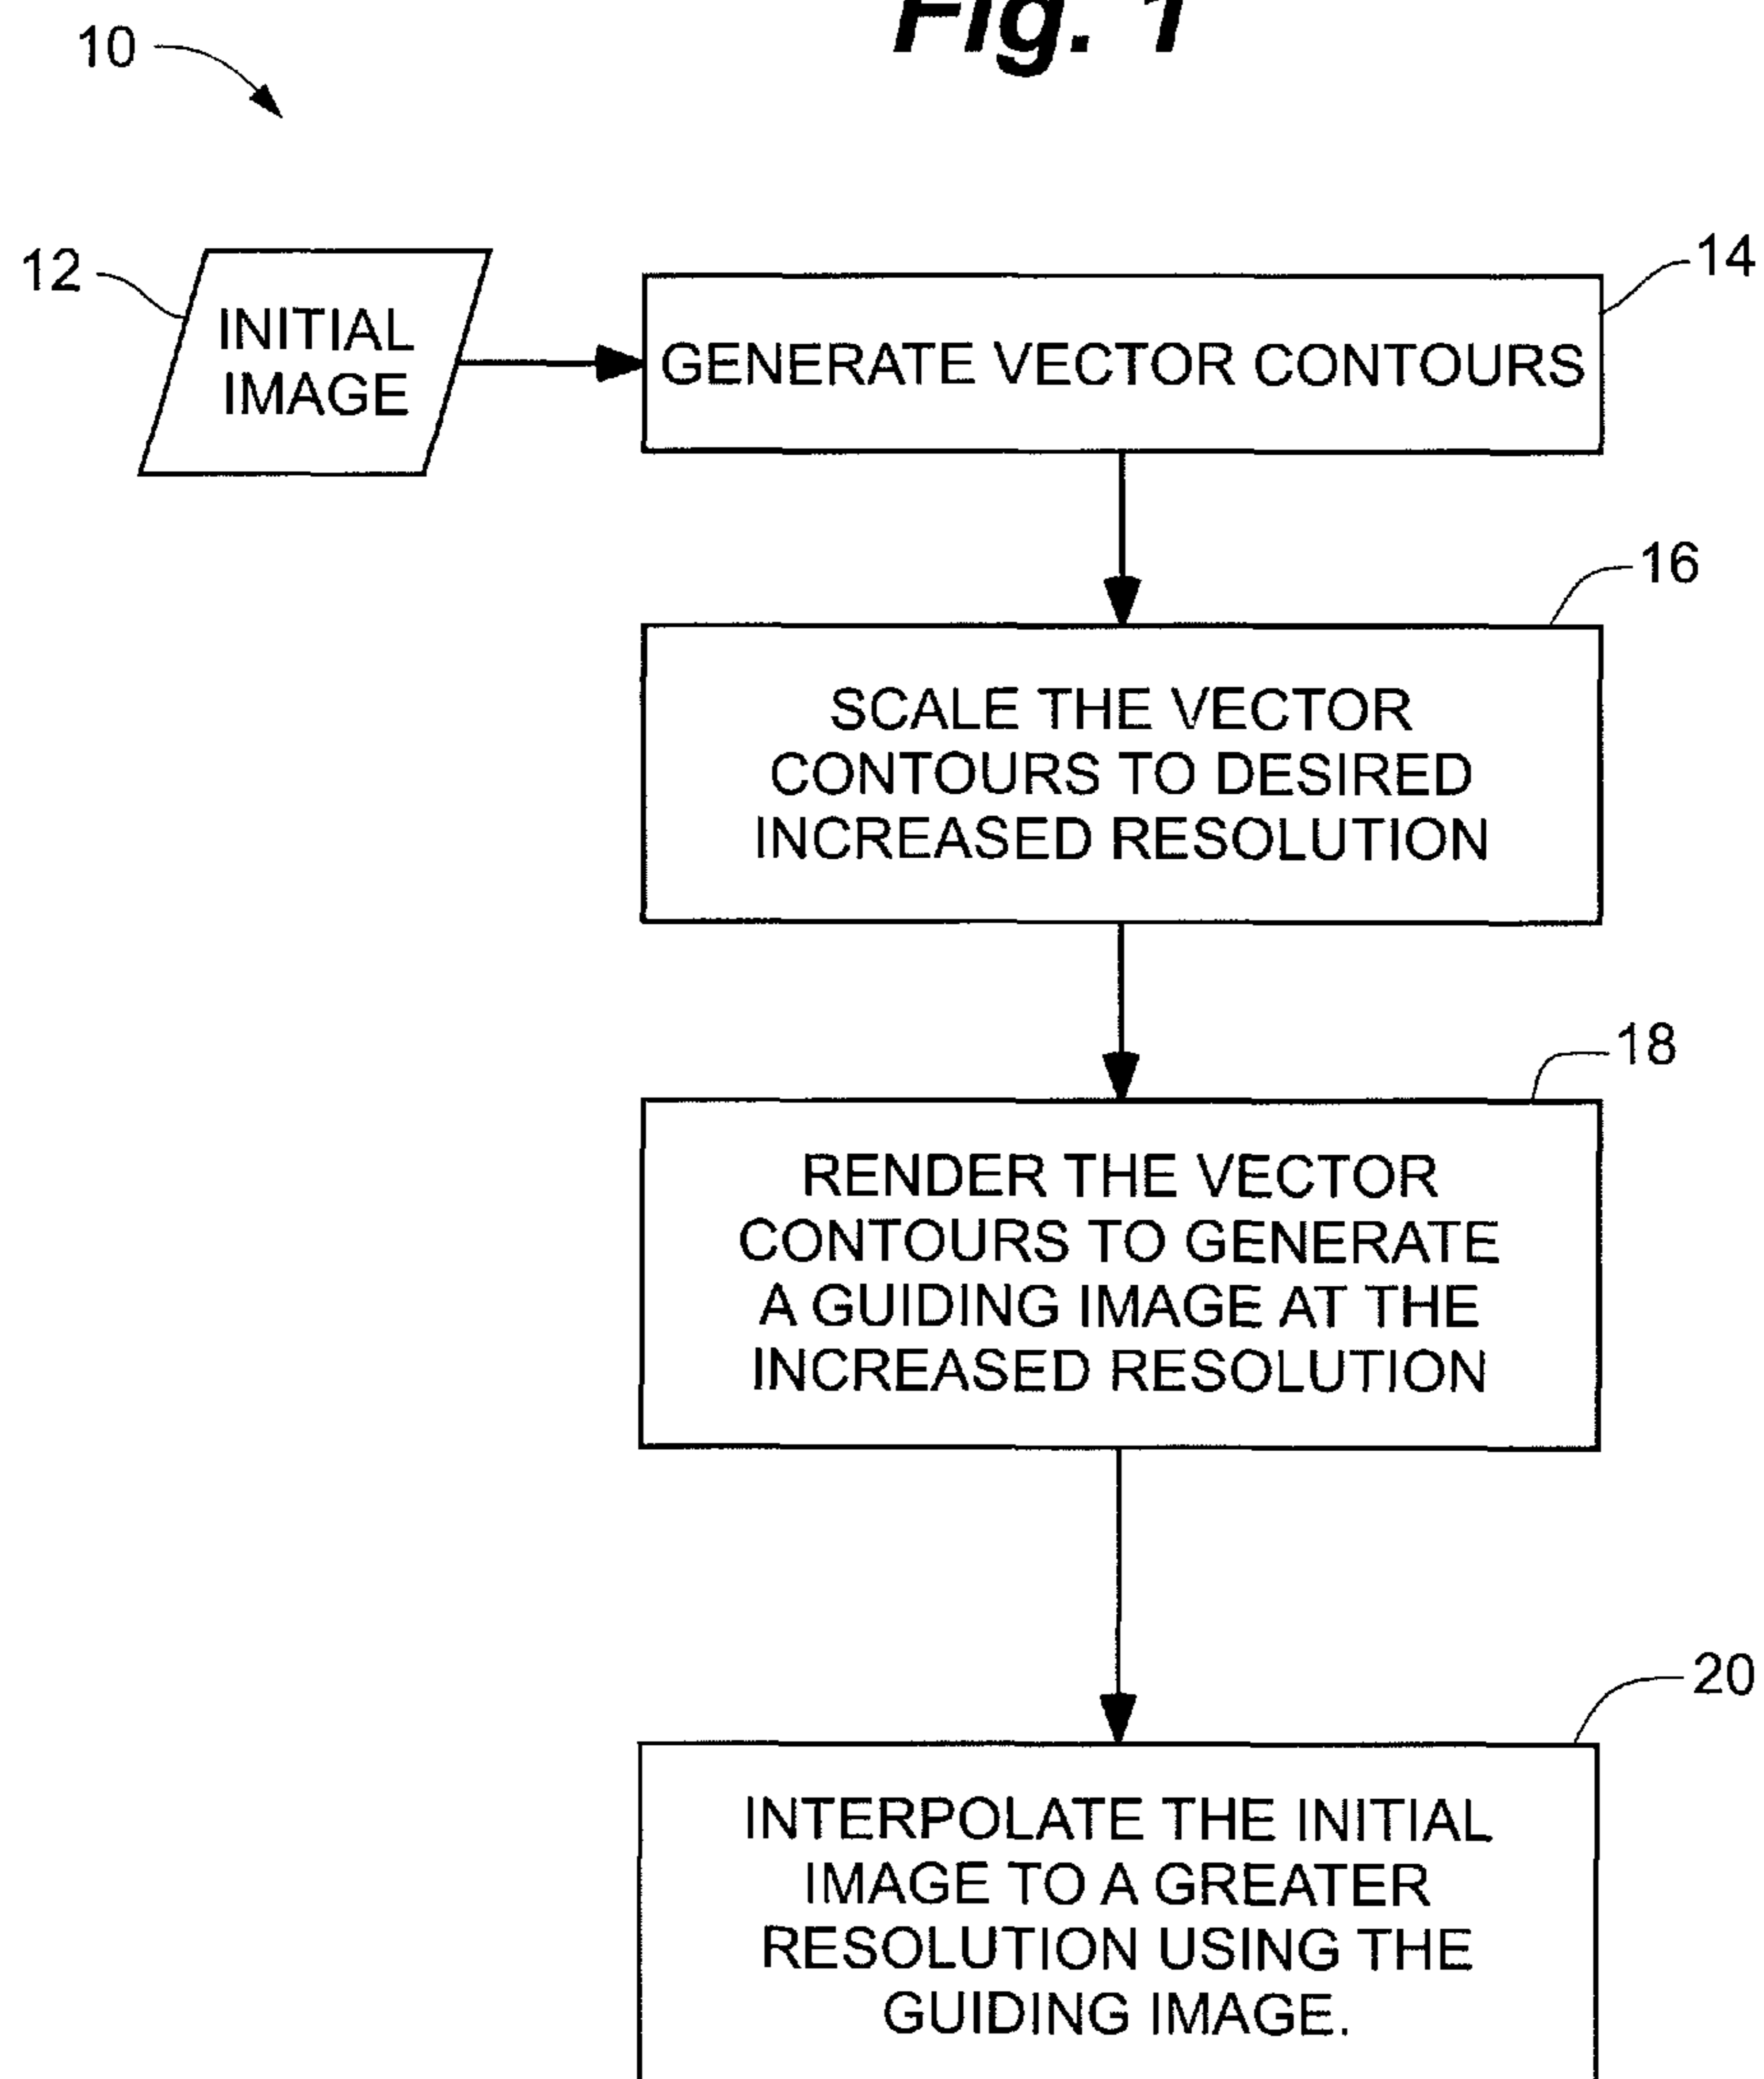 Fig. 1
10
12
INITIAL
IMAGE
14
GENERATE VECTOR CONTOURS
16
SCALE THE VECTOR
CONTOURS TO DESIRED
INCREASED RESOLUTION
18
RENDER THE VECTOR
CONTOURS TO GENERATE
A GUIDING IMAGE AT THE
INCREASED RESOLUTION
20
INTERPOLATE THE INITIAL
IMAGE TO A GREATER
RESOLUTION USING THE
GUIDING IMAGE.